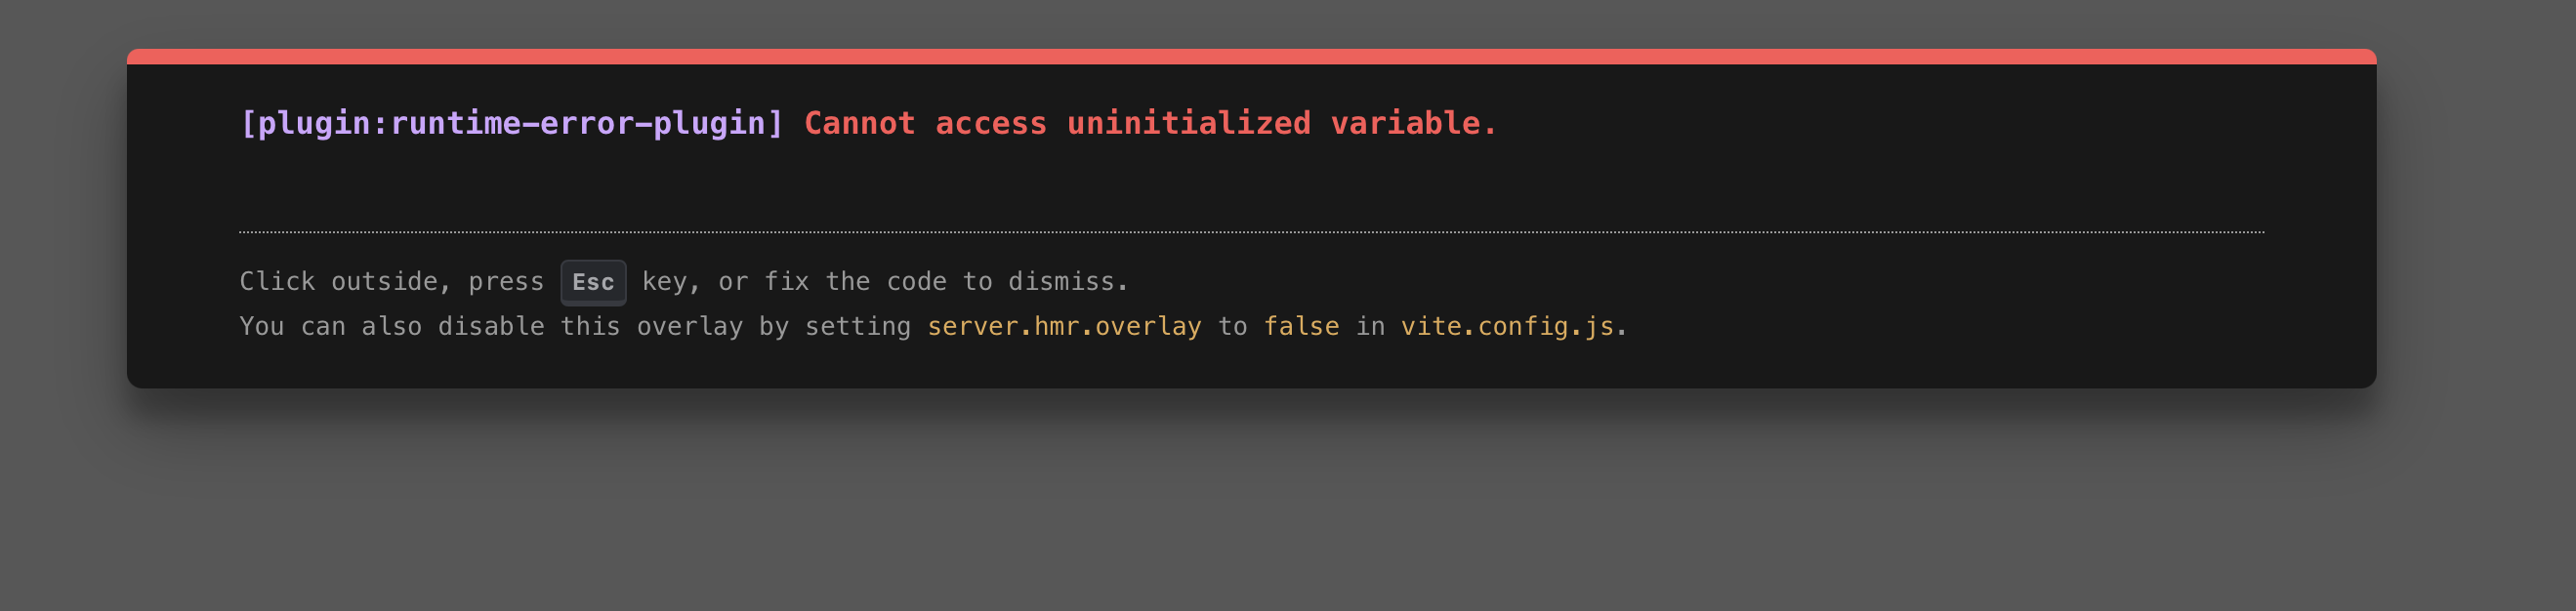 [plugin:runtime-error-plugin] Cannot access uninitialized variable.
Click outside, press Esc key, or fix the code to dismiss.
You can also disable this overlay by setting server.hmr.overlay to false in vite.config.js.